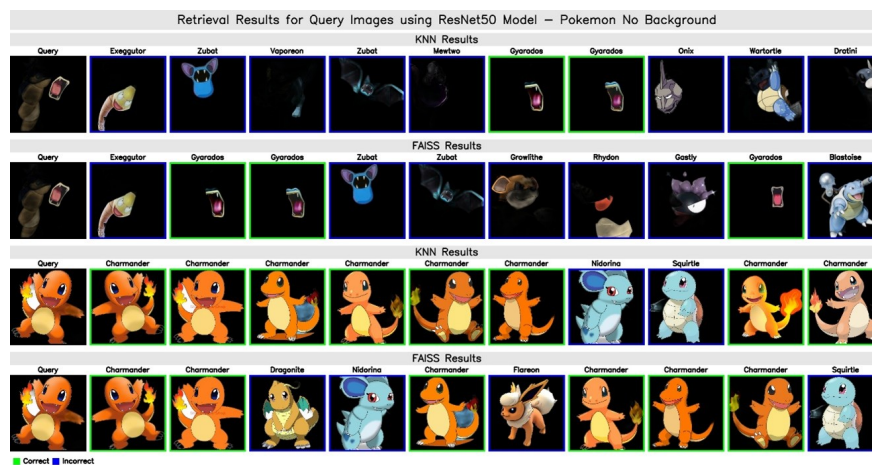 Retrieval Results for Query Images using ResNet50 Model - Pokemon No Background
KNN Results
Query Exeggutor Zubat Vaporeon Zubat Mewtwo Gyarados Gyarados Onix Wartortle Dratini
FAISS Results
Query Exeggutor Gyarados Gyarados Zubat Zubat Growlithe Rhydon Gastly Gyarados Blastoise
KNN Results
Query Charmander Charmander Charmander Charmander Charmander Charmander Nidorina Squirtle Charmander Charmander
FAISS Results
Query Charmander Charmander Dragonite Nidorina Charmander Flareon Charmander Charmander Charmander Squirtle
Correct Incorrect